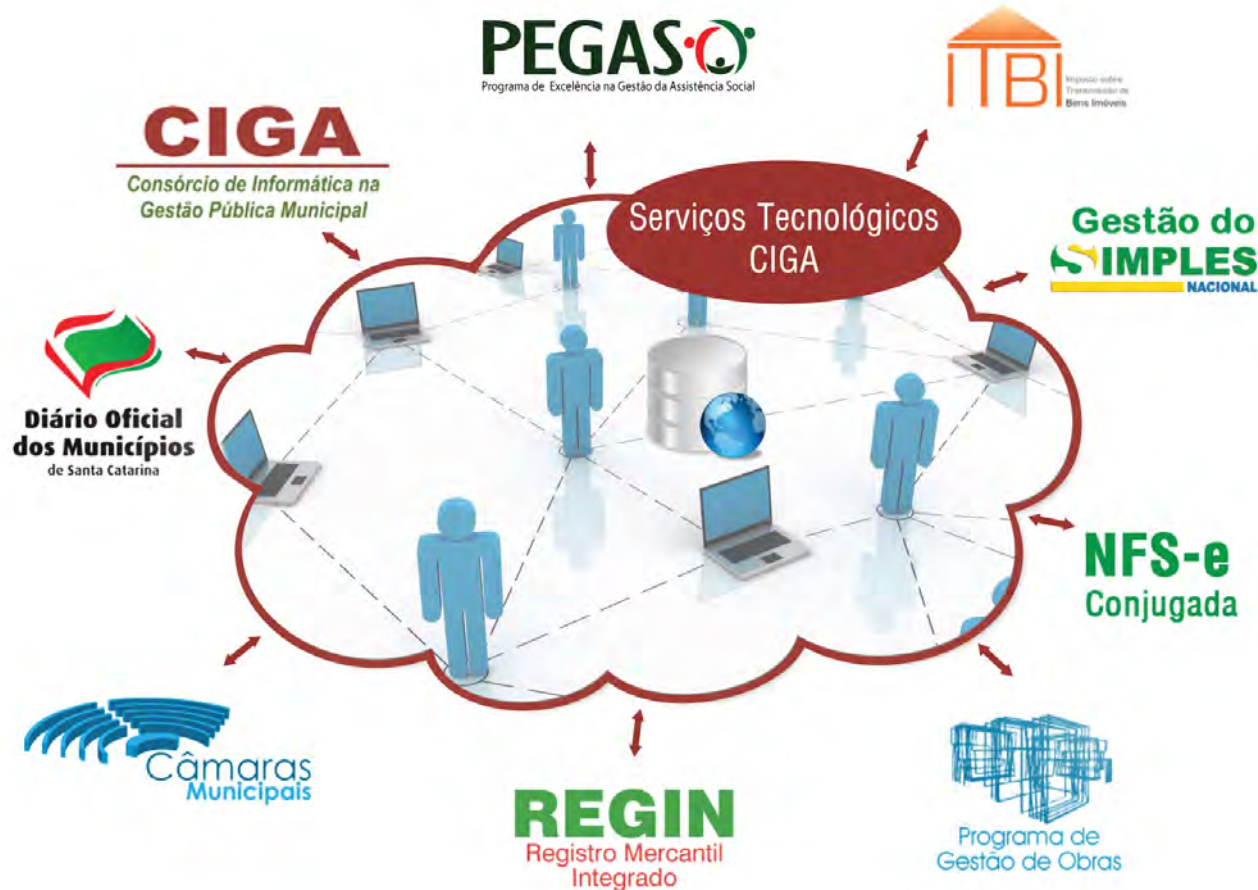 PEGASO
Programa de Excelência na Gestão da Assistência Social
ITBI
Imposto sobre
Transmissão de
Bens Imóveis
CIGA
Consórcio de Informática na
Gestão Pública Municipal
Serviços Tecnológicos
CIGA
Gestão do
SIMPLES
NACIONAL
Diário Oficial
dos Municípios
de Santa Catarina
NFS-e
Conjugada
Câmaras
Municipais
REGIN
Registro Mercantil
Integrado
Programa de
Gestão de Obras